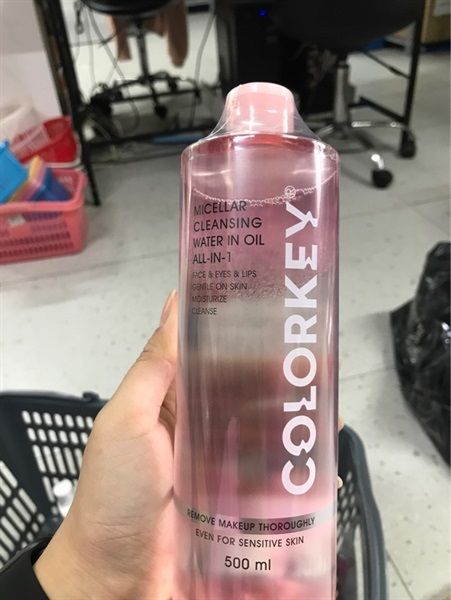 MICELLAR
CLEANSING
WATER IN OIL
ALL-IN-1
FACE & EYES & LIPS
GENTLE ON SKIN
MOISTURIZE
CLEANSE
COLORKEY®
REMOVE MAKEUP THOROUGHLY
EVEN FOR SENSITIVE SKIN
500 ml